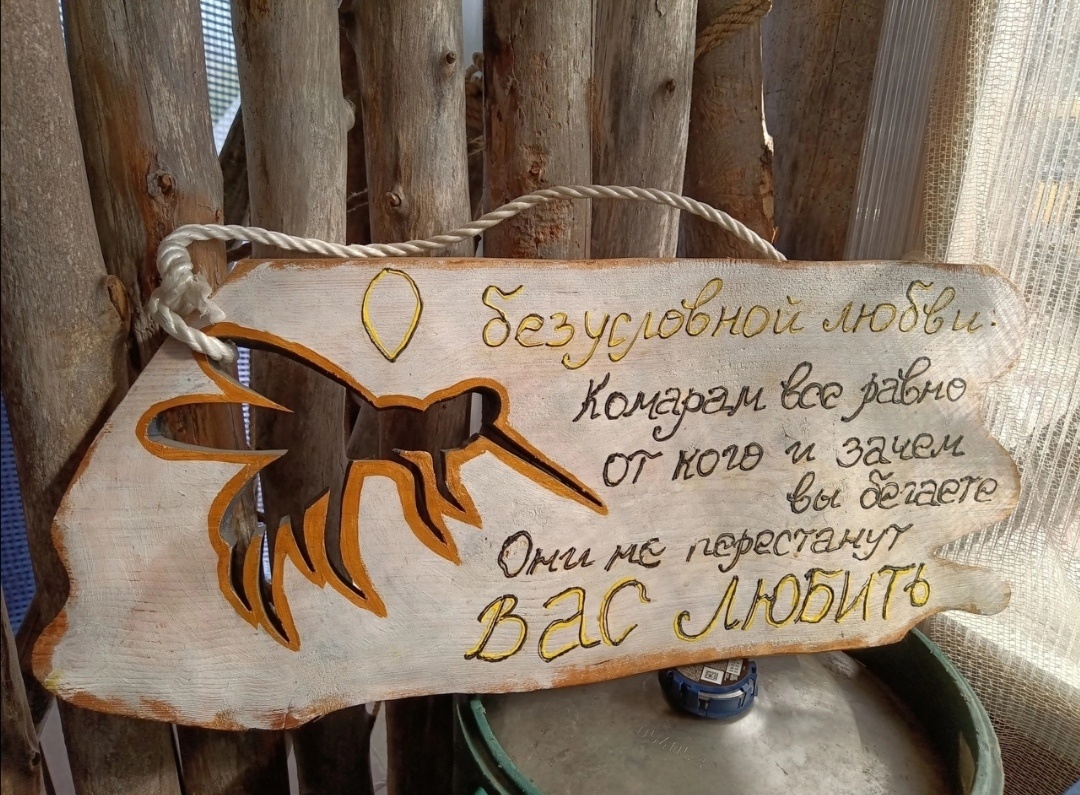 О безусловной любви:
Комарам все равно
от кого и зачем
вы бегаете
Они не перестанут
ВАС ЛЮБИТЬ